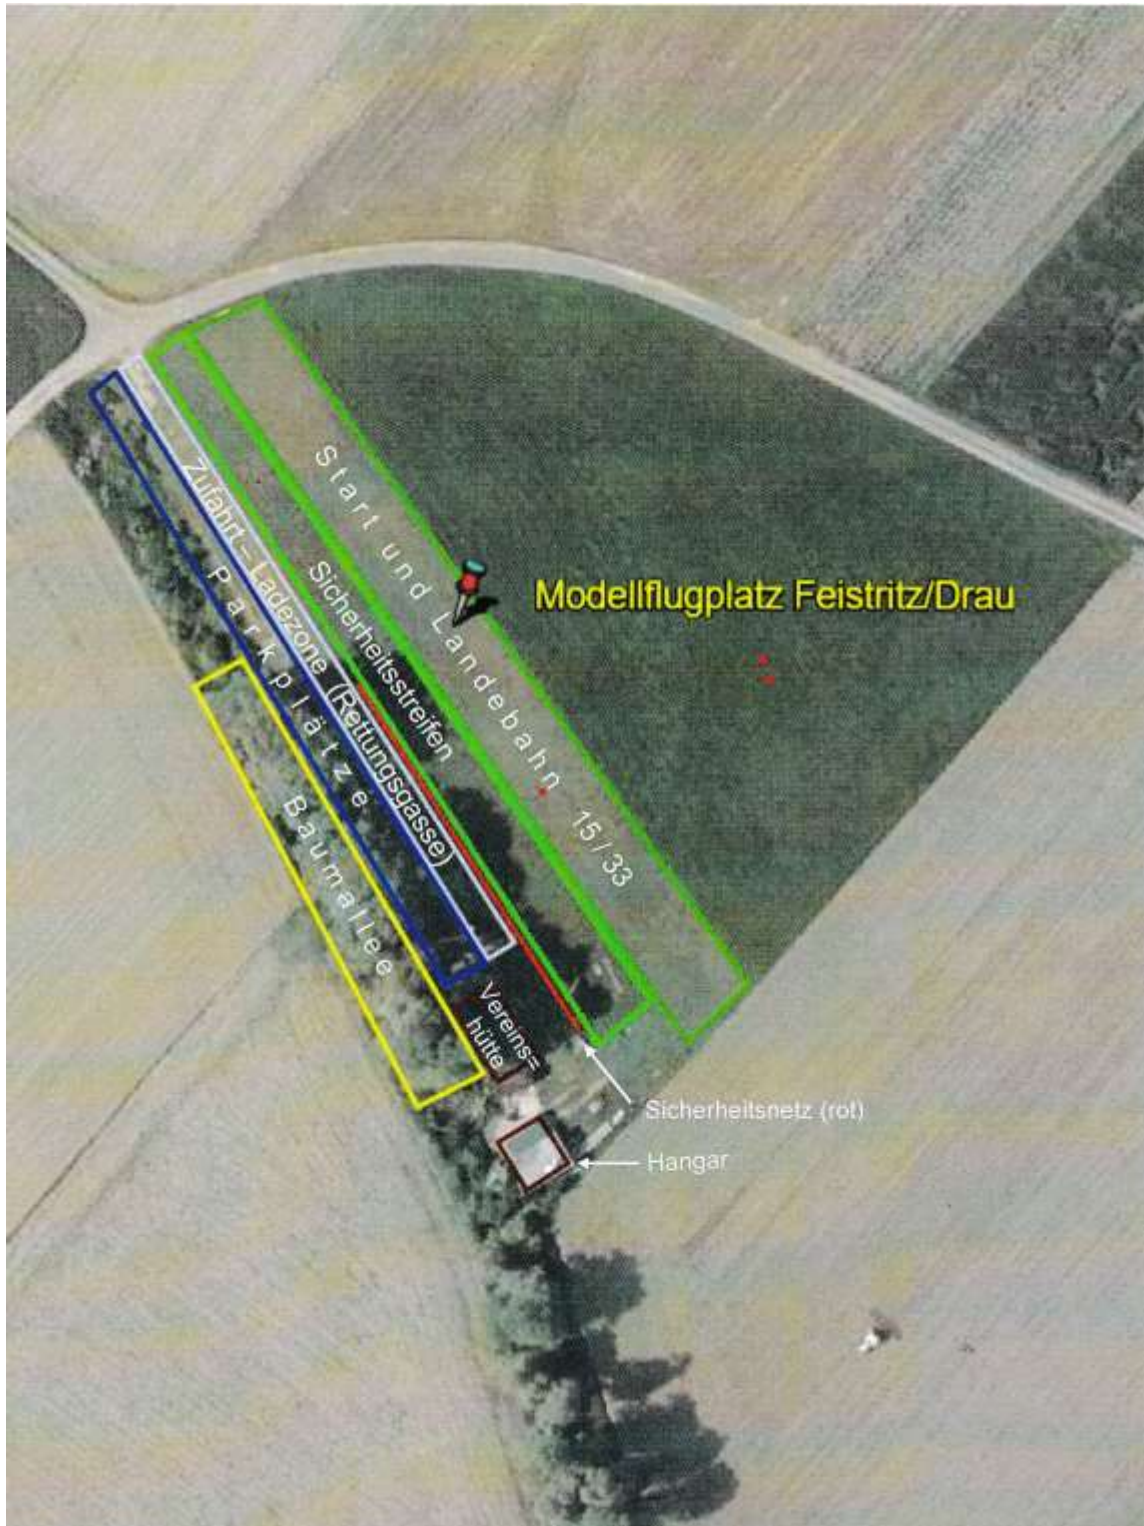 Start und Landebahn 15/33
Modellflugplatz Feistritz/Drau
Sicherheitsstreifen
Zufahrt – Ladezone (Rettungsgasse)
Parkplätze
Baumallee
Vereins=
hütte
Sicherheitsnetz (rot)
Hangar